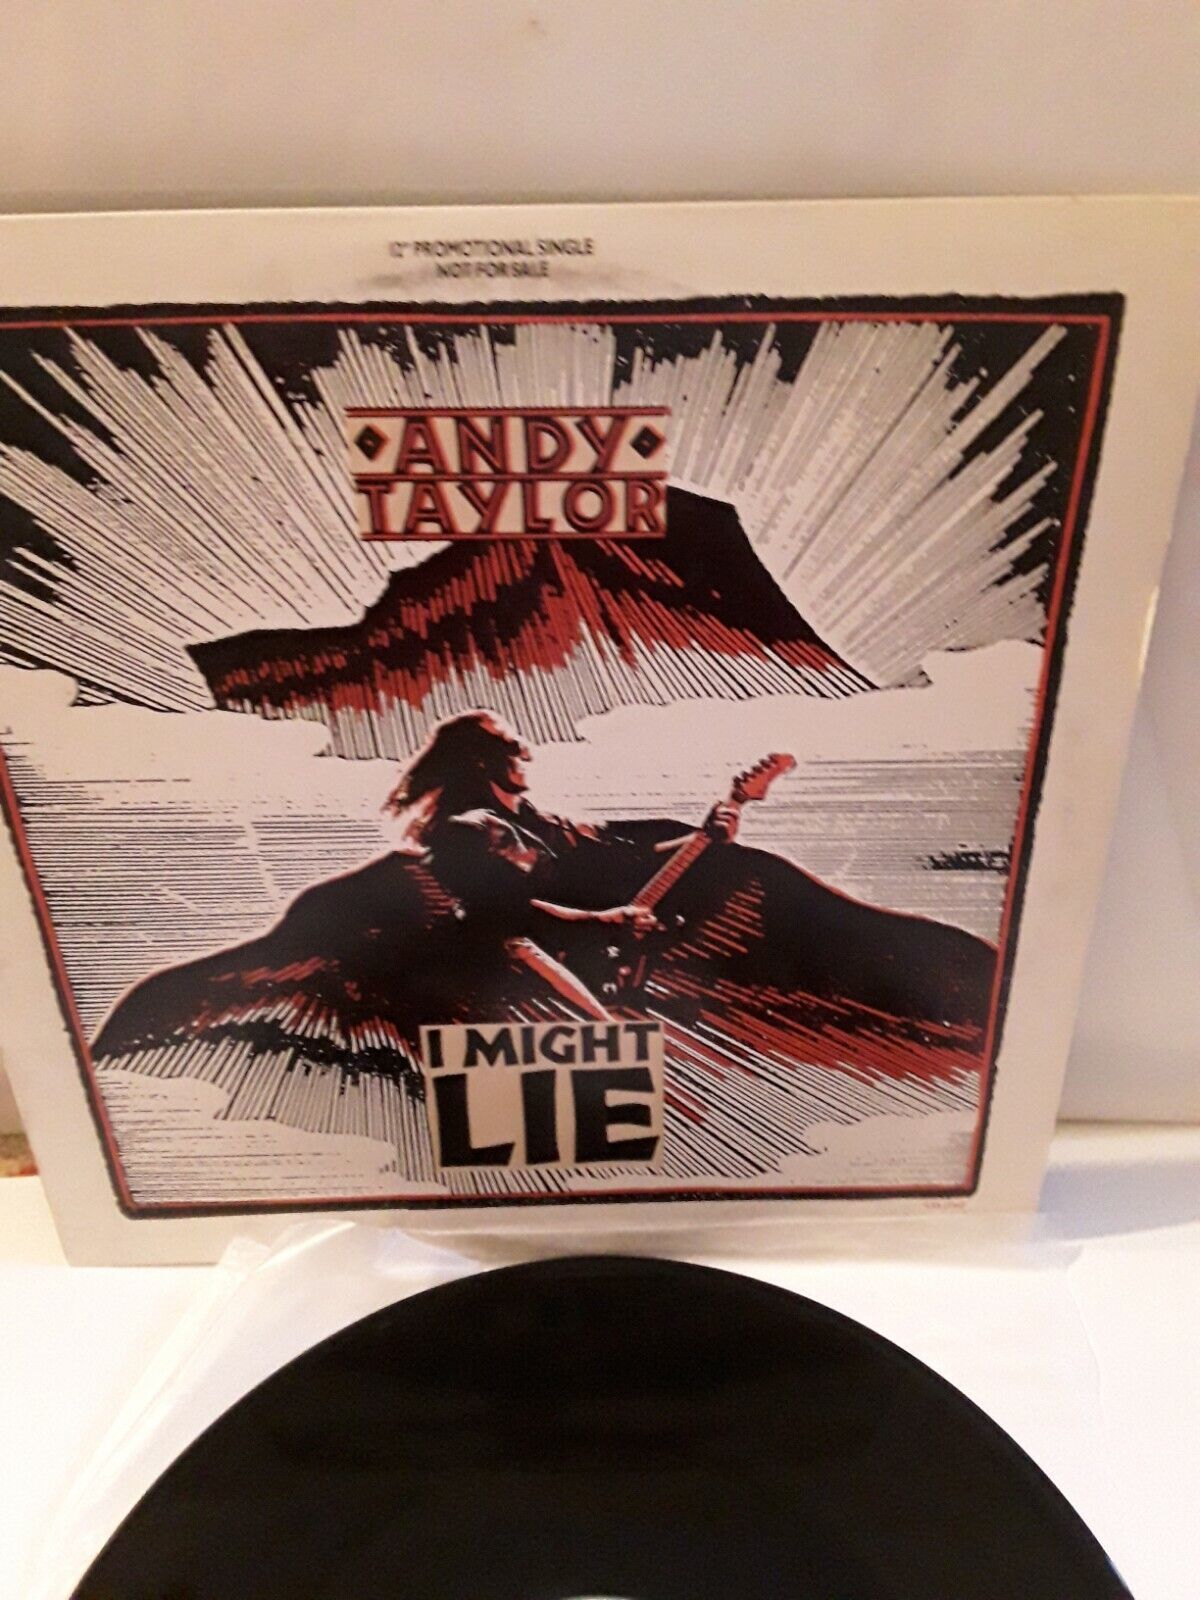 12" PROMOTIONAL SINGLE
NOT FOR SALE
ANDY
TAYLOR
I MIGHT
LIE